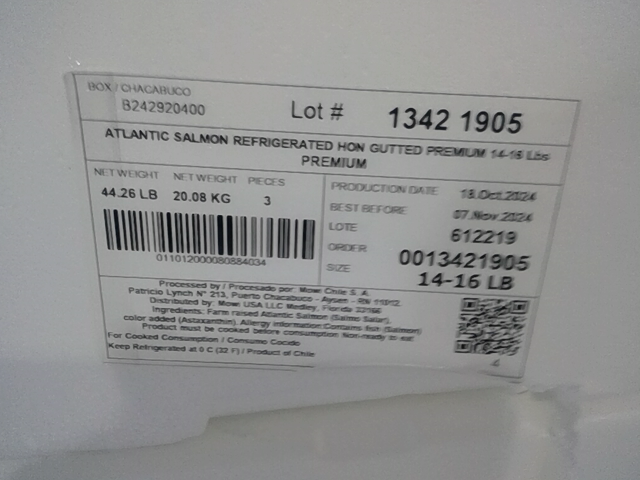 BOX / CHACABUCO
B242920400
Lot # 1342 1905
ATLANTIC SALMON REFRIGERATED HON GUTTED PREMIUM 14-16 Lbs
PREMIUM
NET WEIGHT NET WEIGHT PIECES
44.26 LB 20.08 KG 3
011012000080884034
PRODUCTION DATE 18.Oct.2024
BEST BEFORE 07.Nov.2024
LOTE 612219
ORDER 0013421905
SIZE 14-16 LB
Processed by / Procesado por: Mowi Chile S. A.
Patricio Lynch N° 213, Puerto Chacabuco - Aysen - RN
Distributed by: Mowi USA LLC Medley, Florida
Ingredients: Farm raised Atlantic Salmon (Salmo Salar),
color added (Astaxanthin). Allergy information:Contains fish (Salmon)
Product must be cooked before consumption Non-ready to eat
For Cooked Consumption / Consumo Cocido
Keep Refrigerated at 0 C (32 F) / Product of Chile
4